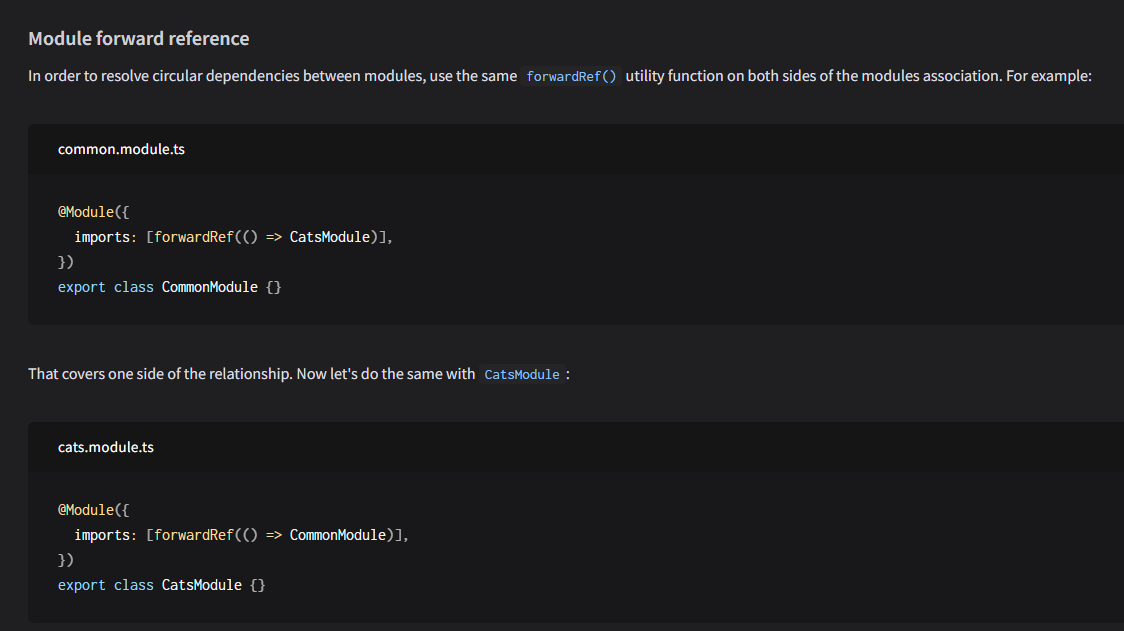 Module forward reference
In order to resolve circular dependencies between modules, use the same forwardRef() utility function on both sides of the modules association. For example:
common.module.ts
@Module({
  imports: [forwardRef(() => CatsModule)],
})
export class CommonModule {}
That covers one side of the relationship. Now let's do the same with CatsModule :
cats.module.ts
@Module({
  imports: [forwardRef(() => CommonModule)],
})
export class CatsModule {}